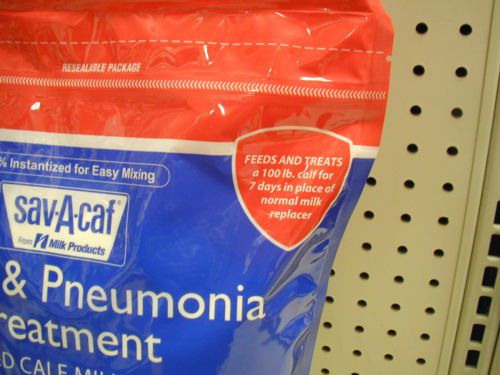 RESEALABLE PACKAGE
% Instantized for Easy Mixing
FEEDS AND TREATS
a 100 lb. calf for
7 days in place of
normal milk
replacer
sav-A-caf®
From Milk Products
& Pneumonia
reatment